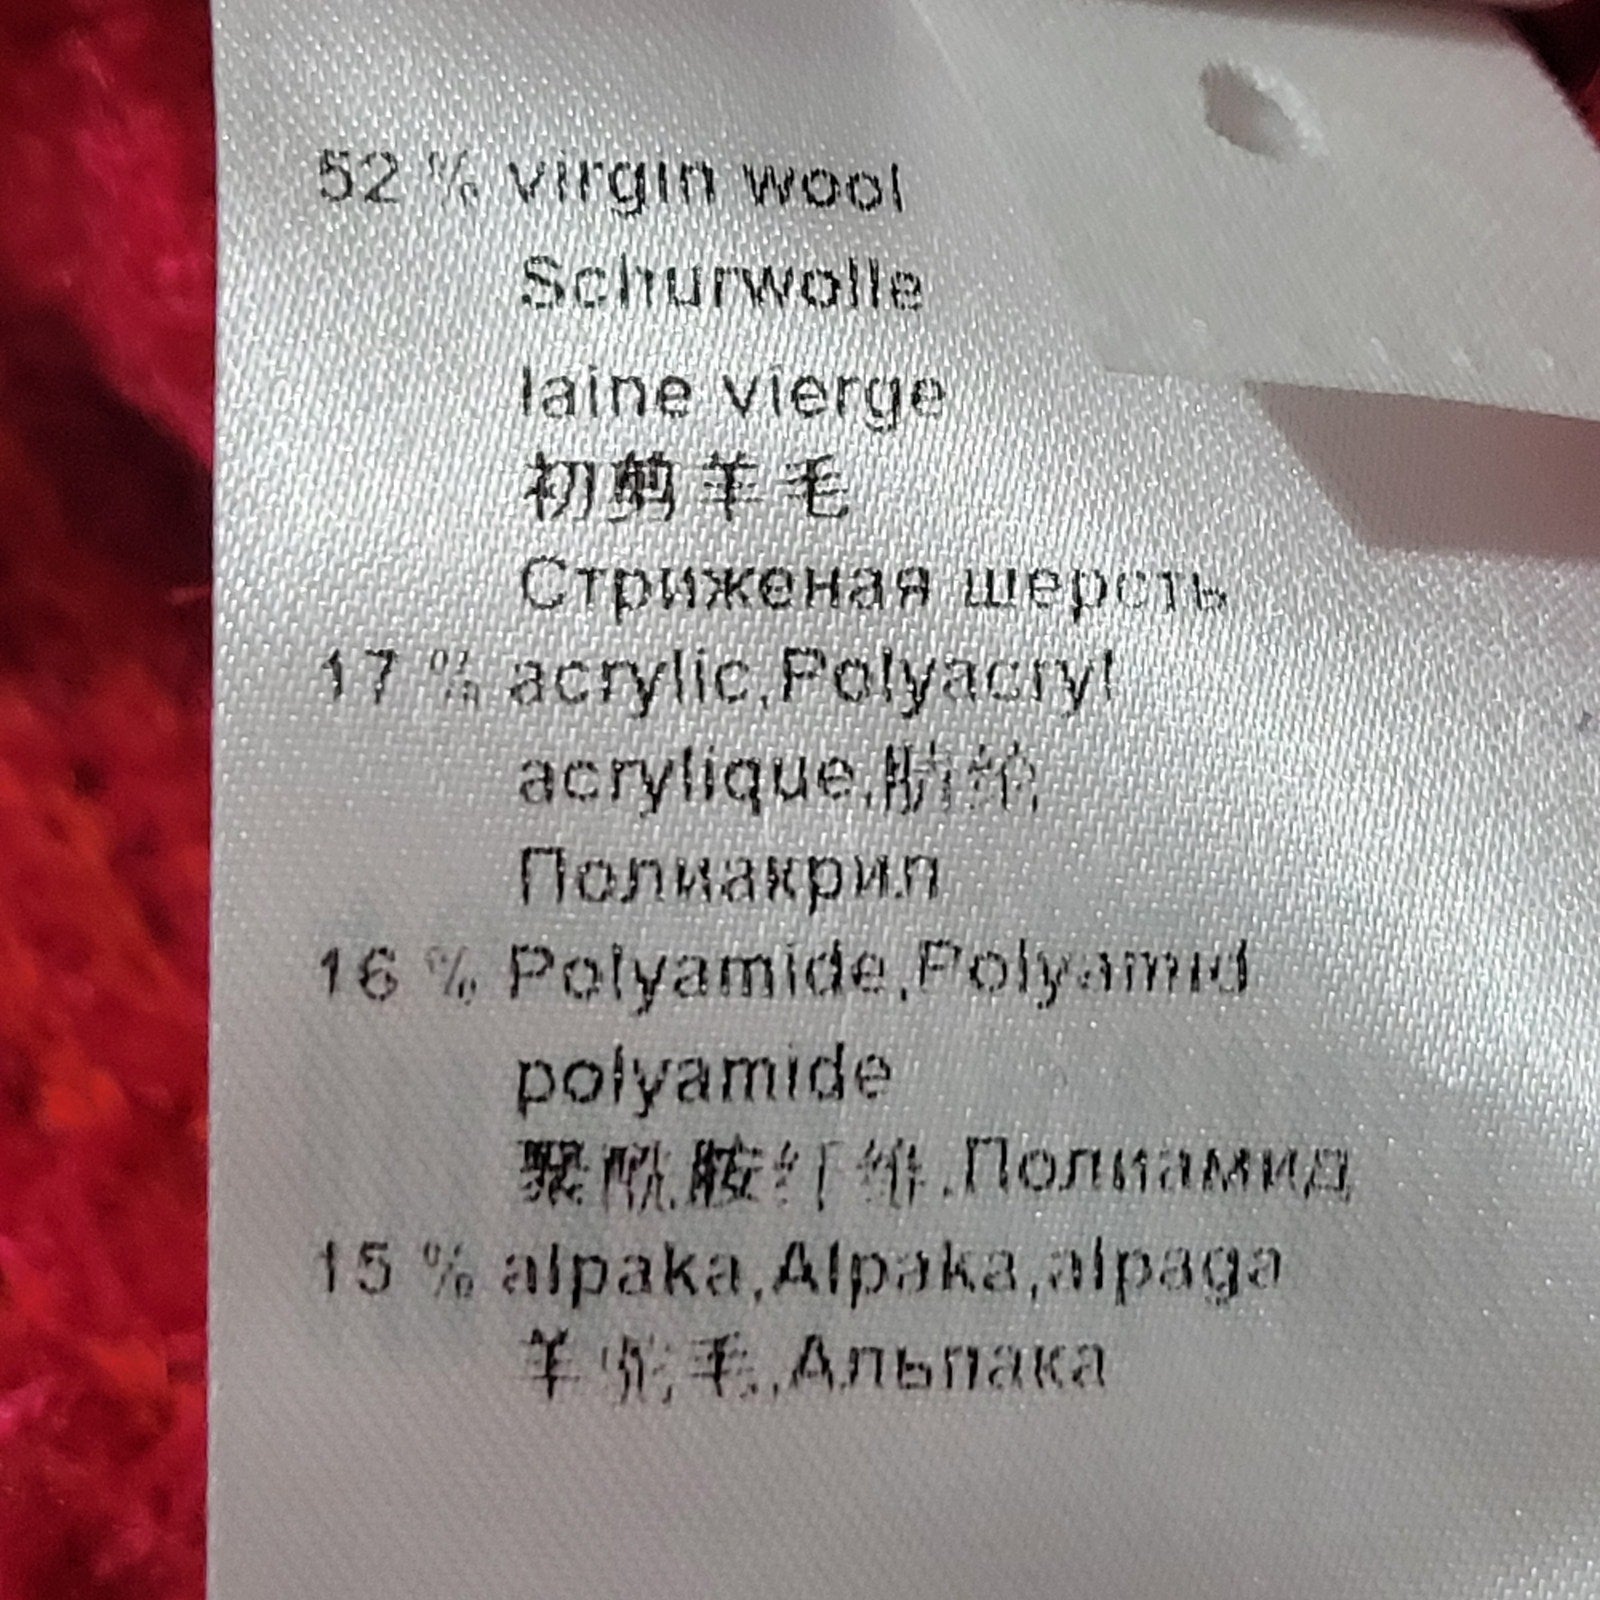 52 % virgin wool
Schurwolle
laine vierge
初剪羊毛
Стриженая шерсть
17 % acrylic,Polyacryl
acrylique,腈纶
Полиакрил
16 % Polyamide,Polyamid
polyamide
聚酰胺纤维,Полиамид
15 % alpaka,Alpaka,alpaga
羊驼毛,Альпака